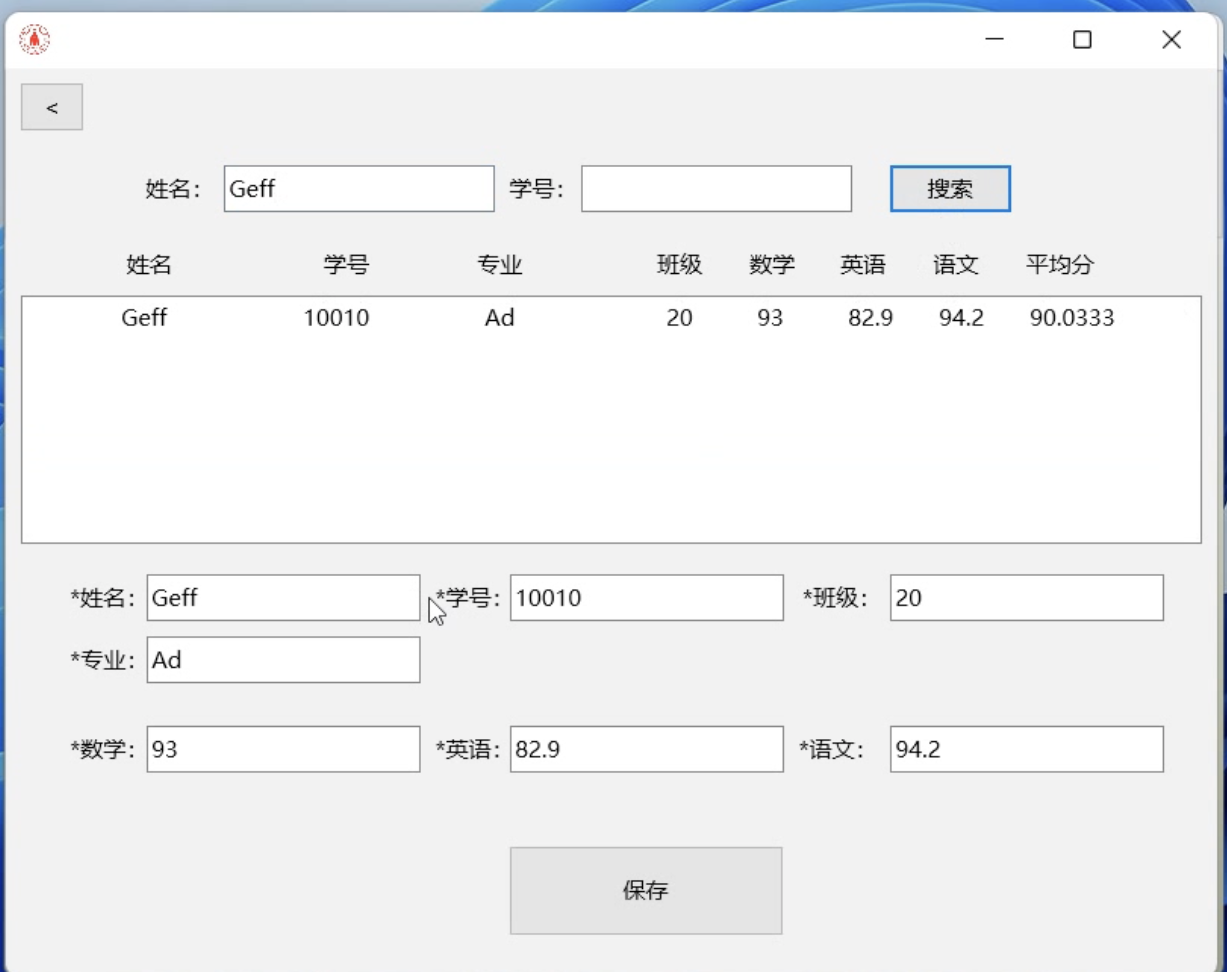 <
姓名: Geff 学号: 搜索
姓名 学号 专业 班级 数学 英语 语文 平均分
Geff 10010 Ad 20 93 82.9 94.2 90.0333
*姓名: Geff *学号: 10010 *班级: 20
*专业: Ad
*数学: 93 *英语: 82.9 *语文: 94.2
保存